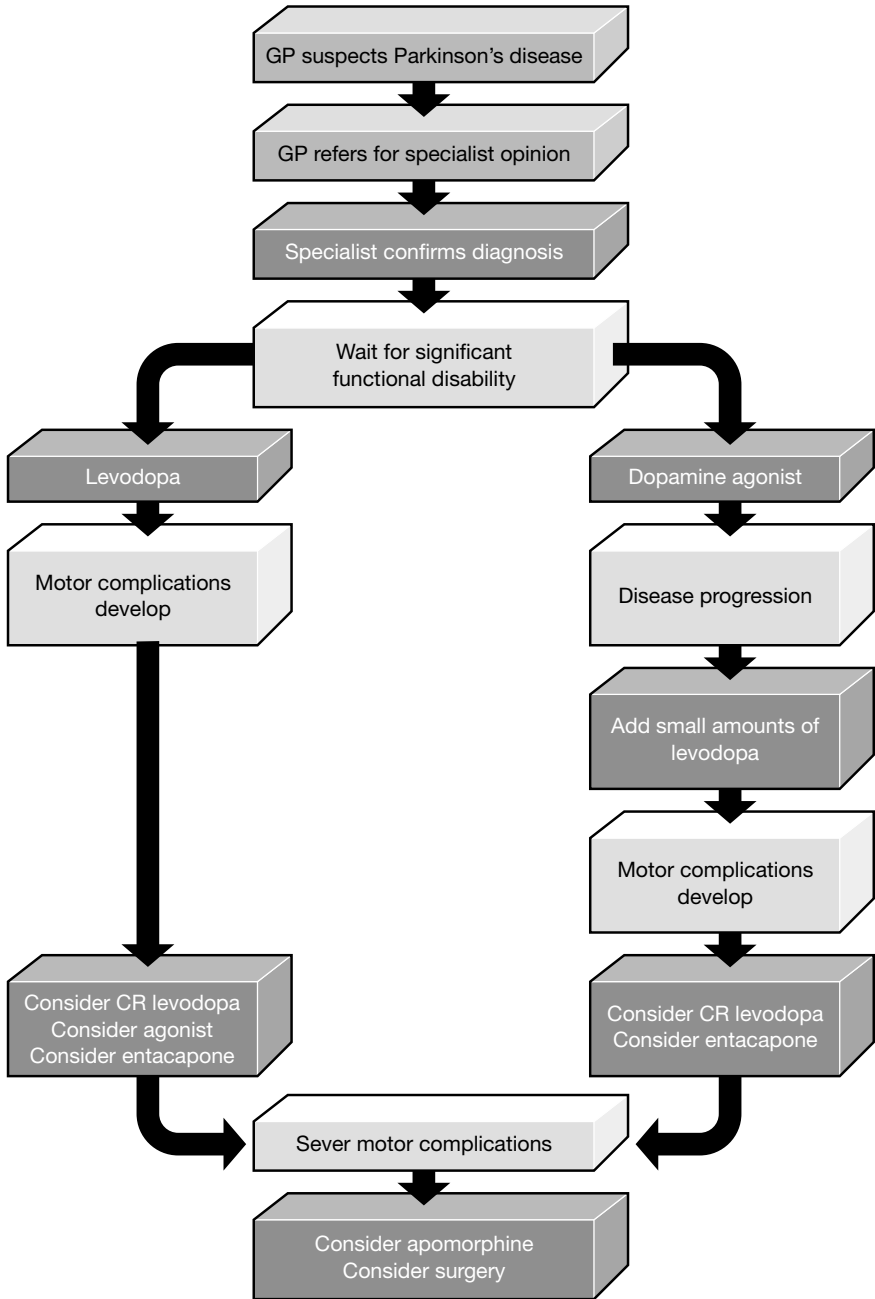 GP suspects Parkinson's disease
GP refers for specialist opinion
Specialist confirms diagnosis
Wait for significant
functional disability
Levodopa
Motor complications
develop
Consider CR levodopa
Consider agonist
Consider entacapone
Dopamine agonist
Disease progression
Add small amounts of
levodopa
Motor complications
develop
Consider CR levodopa
Consider entacapone
Sever motor complications
Consider apomorphine
Consider surgery